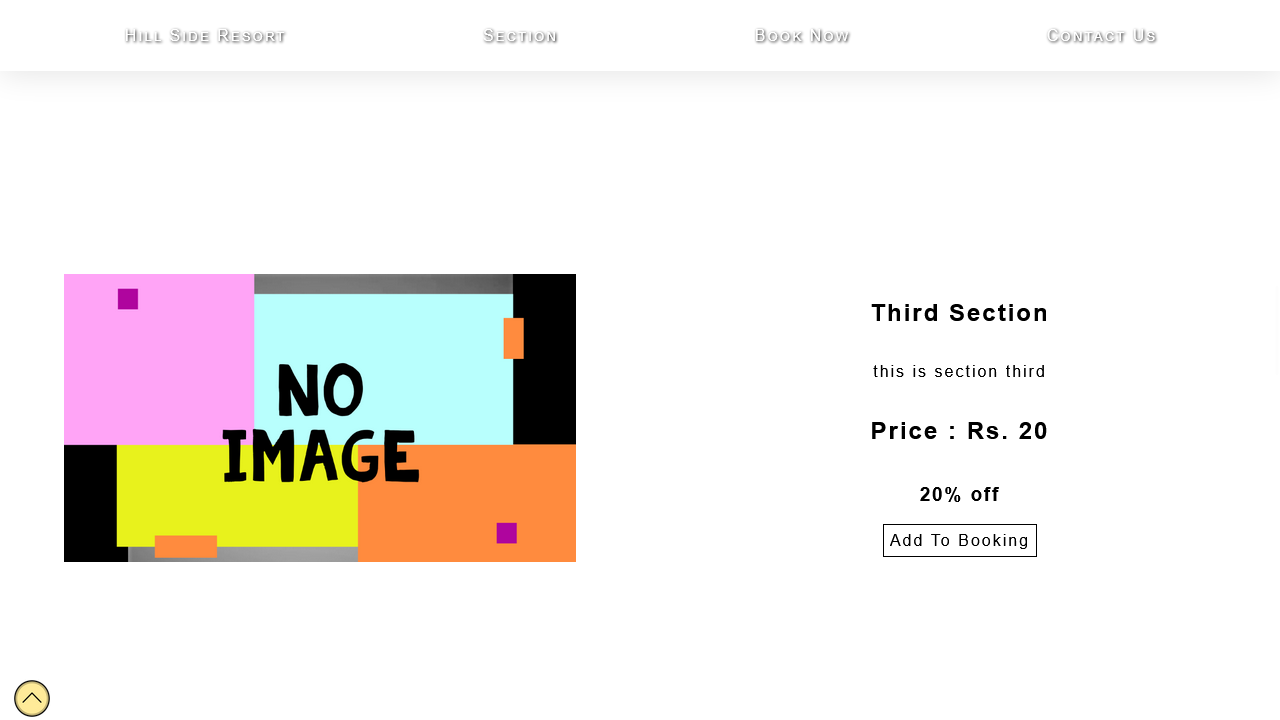 Hill Side Resort
Section
Book Now
Contact Us
NO
IMAGE
Third Section
this is section third
Price : Rs. 20
20% off
Add To Booking